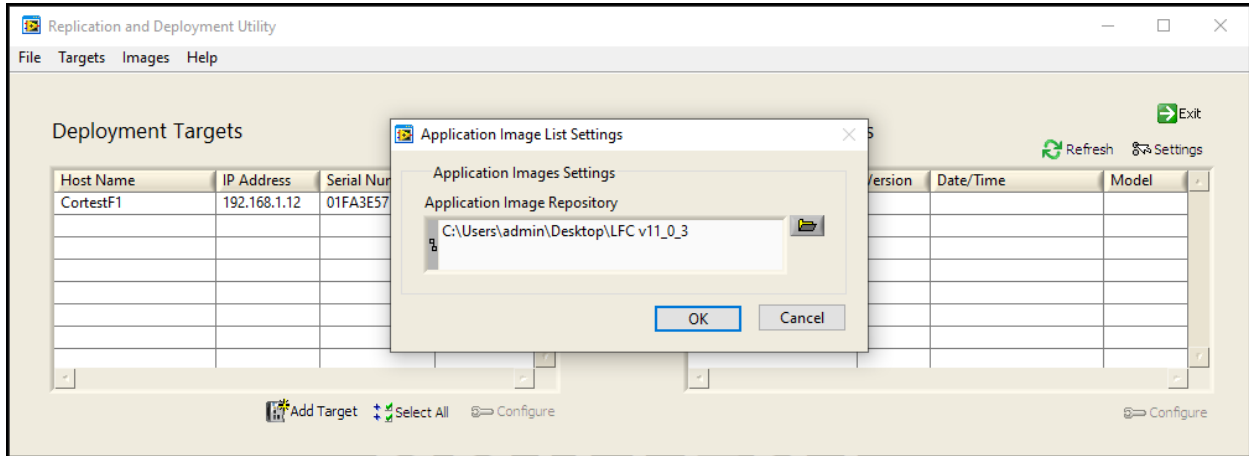 Replication and Deployment Utility
File Targets Images Help
Exit
Deployment Targets
Refresh Settings
Application Image List Settings
Application Images Settings
Application Image Repository
C:\Users\admin\Desktop\LFC v11_0_3
OK Cancel
Host Name IP Address Serial Nur Version Date/Time Model
CortestF1 192.168.1.12 01FA3E57
Add Target Select All Configure Configure